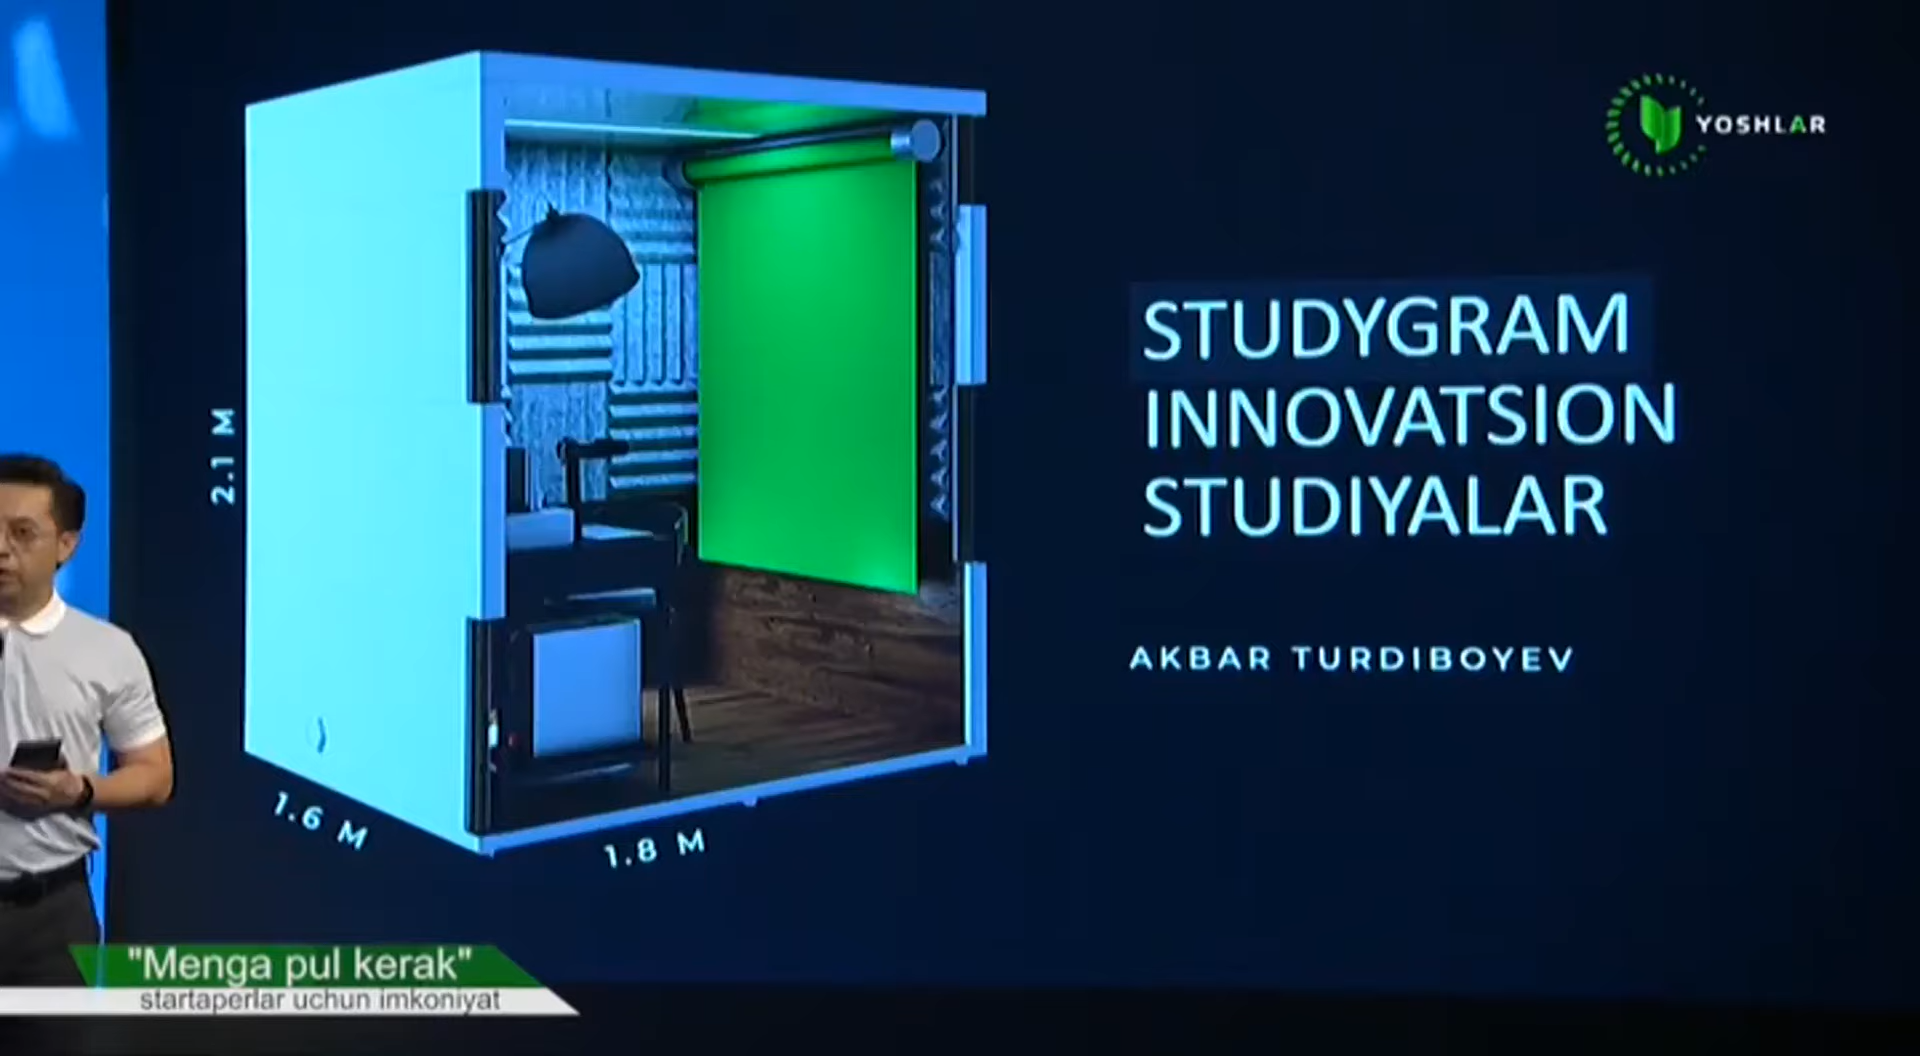 YOSHLAR
STUDYGRAM
INNOVATSION
STUDIYALAR
AKBAR TURDIBOYEV
2.1 M
1.6 M
1.8 M
"Menga pul kerak"
startaperlar uchun imkoniyat